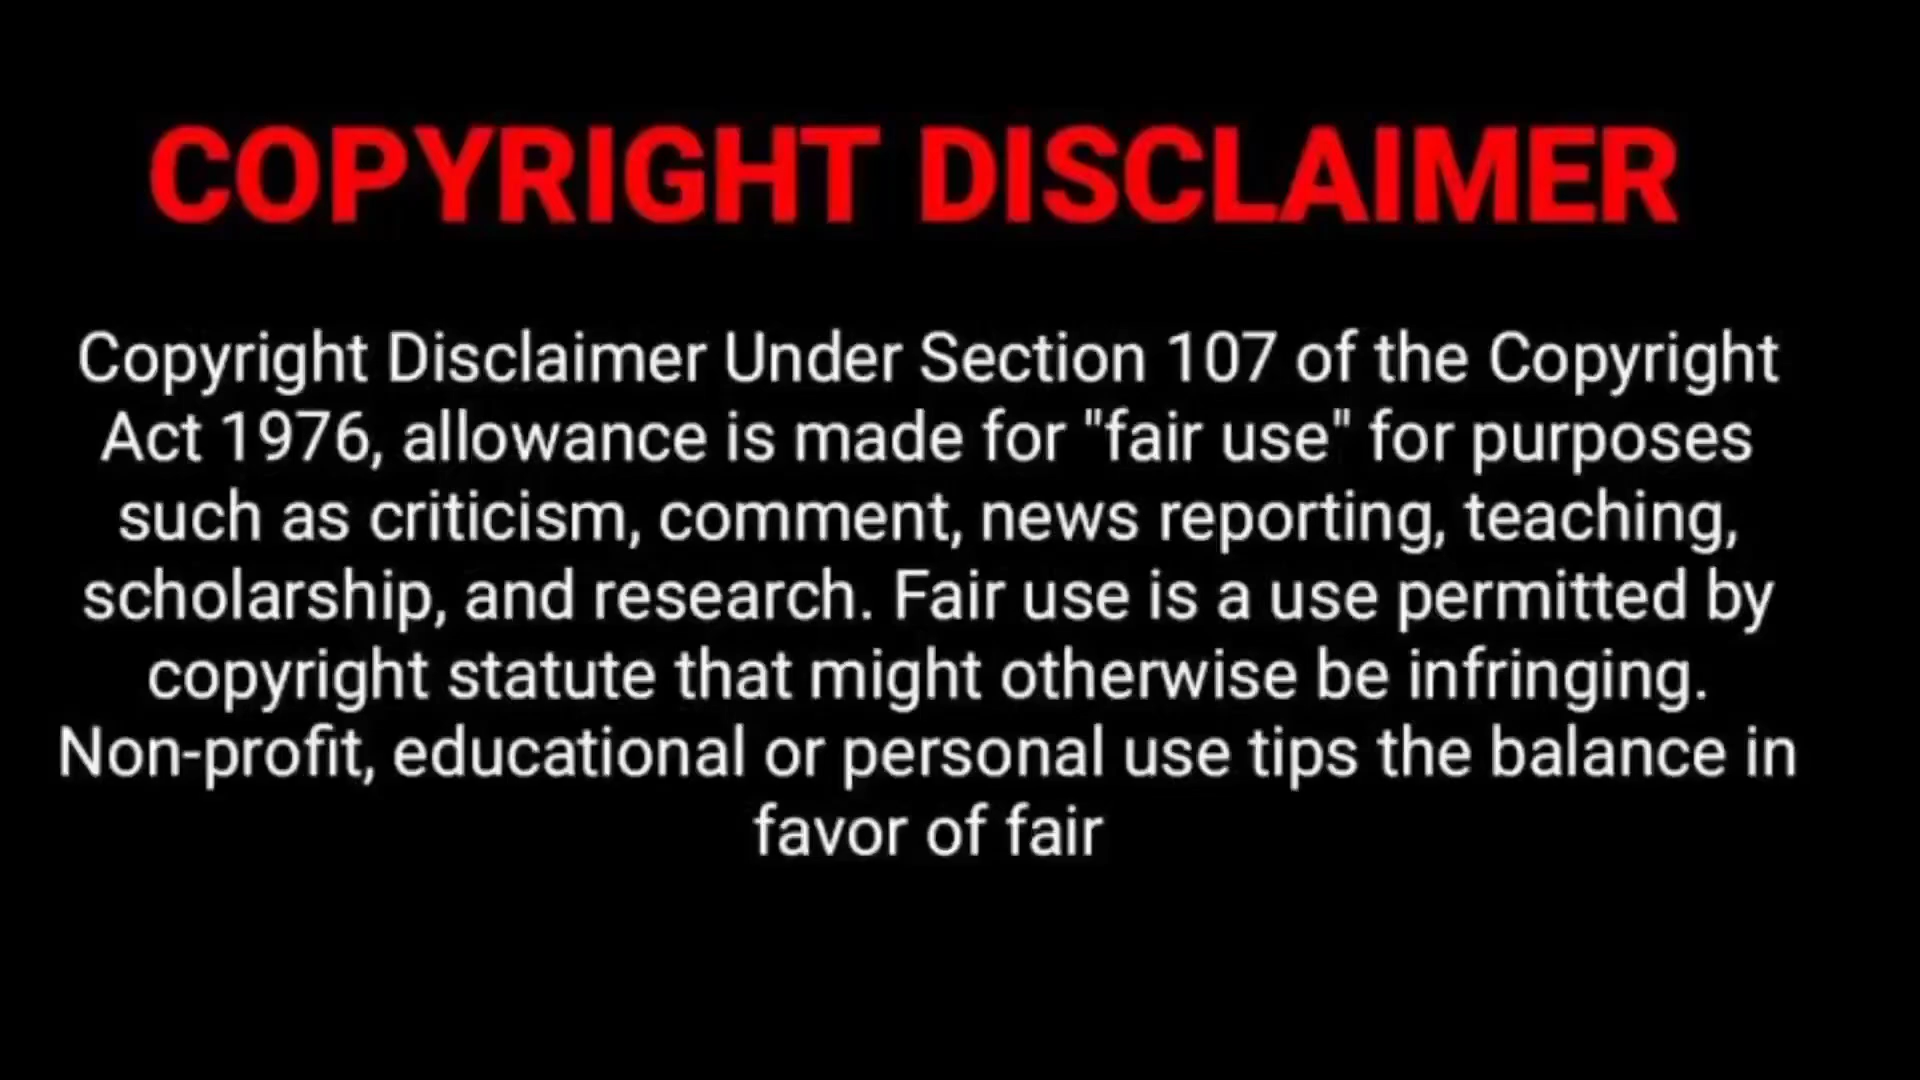 COPYRIGHT DISCLAIMER
Copyright Disclaimer Under Section 107 of the Copyright
Act 1976, allowance is made for "fair use" for purposes
such as criticism, comment, news reporting, teaching,
scholarship, and research. Fair use is a use permitted by
copyright statute that might otherwise be infringing.
Non-profit, educational or personal use tips the balance in
favor of fair